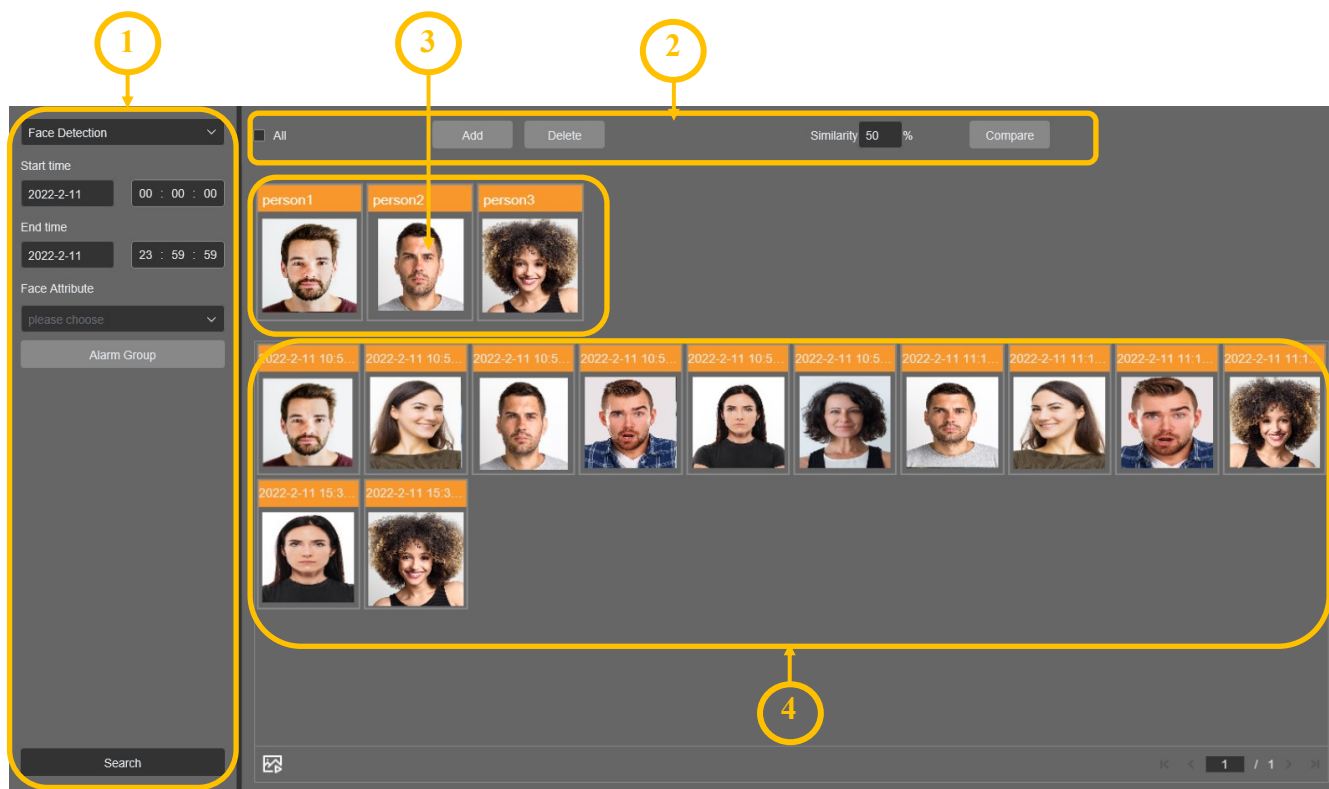 1
3
2
Face Detection
Start time
2022-2-11 00 : 00 : 00
End time
2022-2-11 23 : 59 : 59
Face Attribute
please choose
Alarm Group
Search
All Add Delete Similarity 50 % Compare
person1 person2 person3
2022-2-11 10:5... 2022-2-11 10:5... 2022-2-11 10:5... 2022-2-11 10:5... 2022-2-11 10:5... 2022-2-11 10:5... 2022-2-11 11:1... 2022-2-11 11:1... 2022-2-11 11:1... 2022-2-11 11:1...
2022-2-11 15:3... 2022-2-11 15:3...
4
1 / 1